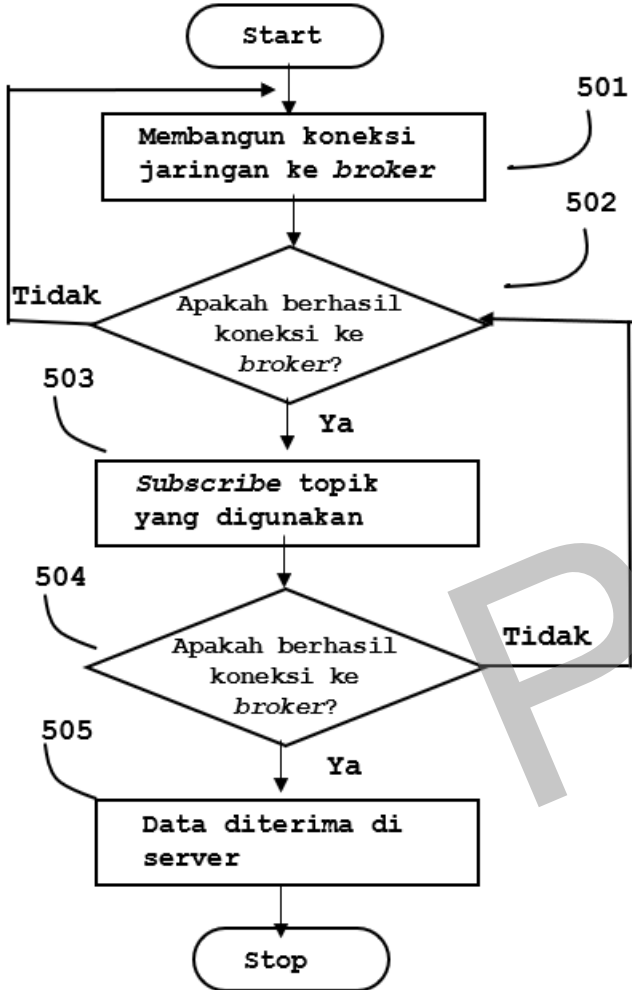 Start
501
Membangun koneksi
jaringan ke broker
502
Tidak
Apakah berhasil
koneksi ke
broker?
503
Ya
Subscribe topik
yang digunakan
504
Tidak
Apakah berhasil
koneksi ke
broker?
505
Ya
Data diterima di
server
Stop
P